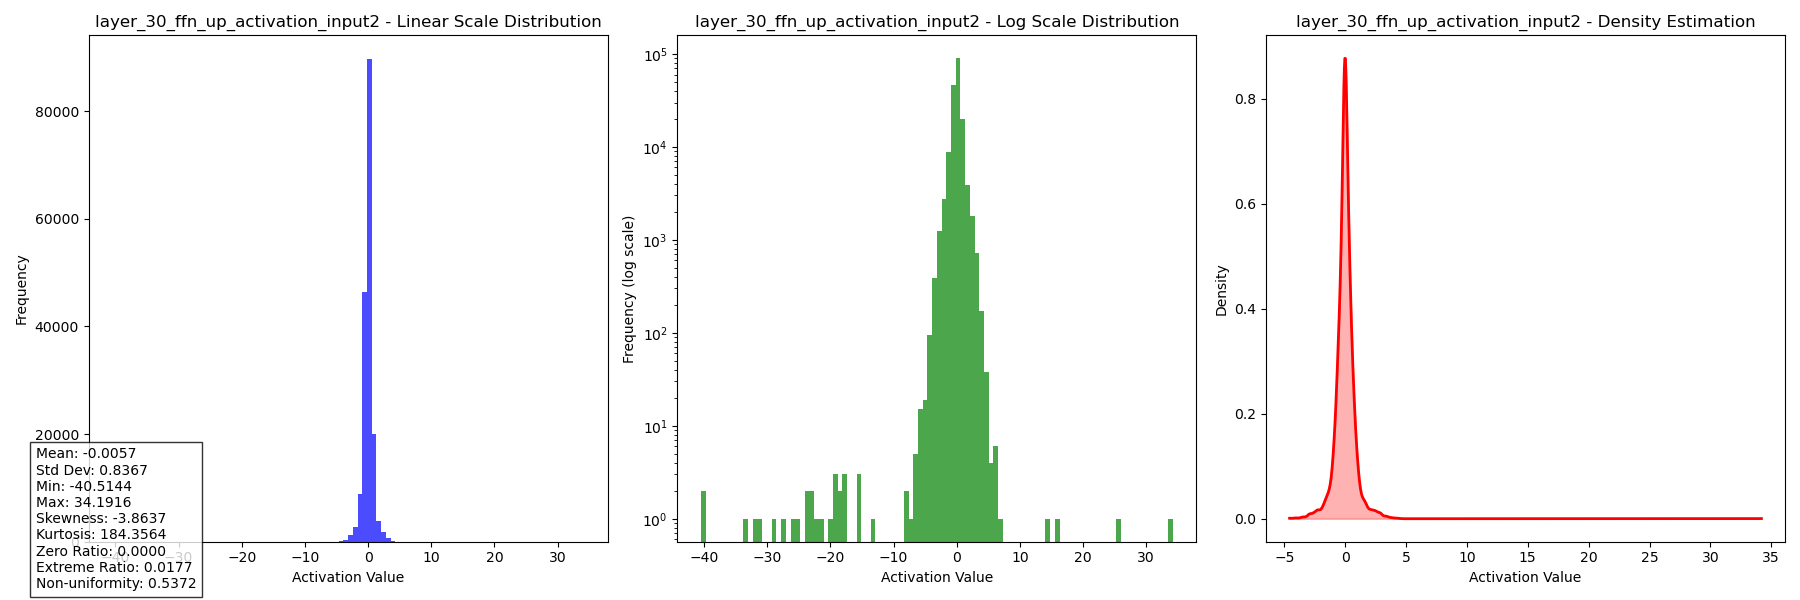 layer_30_ffn_up_activation_input2 - Linear Scale Distribution
Frequency
80000
60000
40000
20000
0
−40
−30
−20
−10
0
10
20
30
Activation Value
Mean: -0.0057
Std Dev: 0.8367
Min: -40.5144
Max: 34.1916
Skewness: -3.8637
Kurtosis: 184.3564
Zero Ratio: 0.0000
Extreme Ratio: 0.0177
Non-uniformity: 0.5372
layer_30_ffn_up_activation_input2 - Log Scale Distribution
Frequency (log scale)
10⁵
10⁴
10³
10²
10¹
10⁰
−40
−30
−20
−10
0
10
20
30
Activation Value
layer_30_ffn_up_activation_input2 - Density Estimation
Density
0.8
0.6
0.4
0.2
0.0
−5
0
5
10
15
20
25
30
35
Activation Value